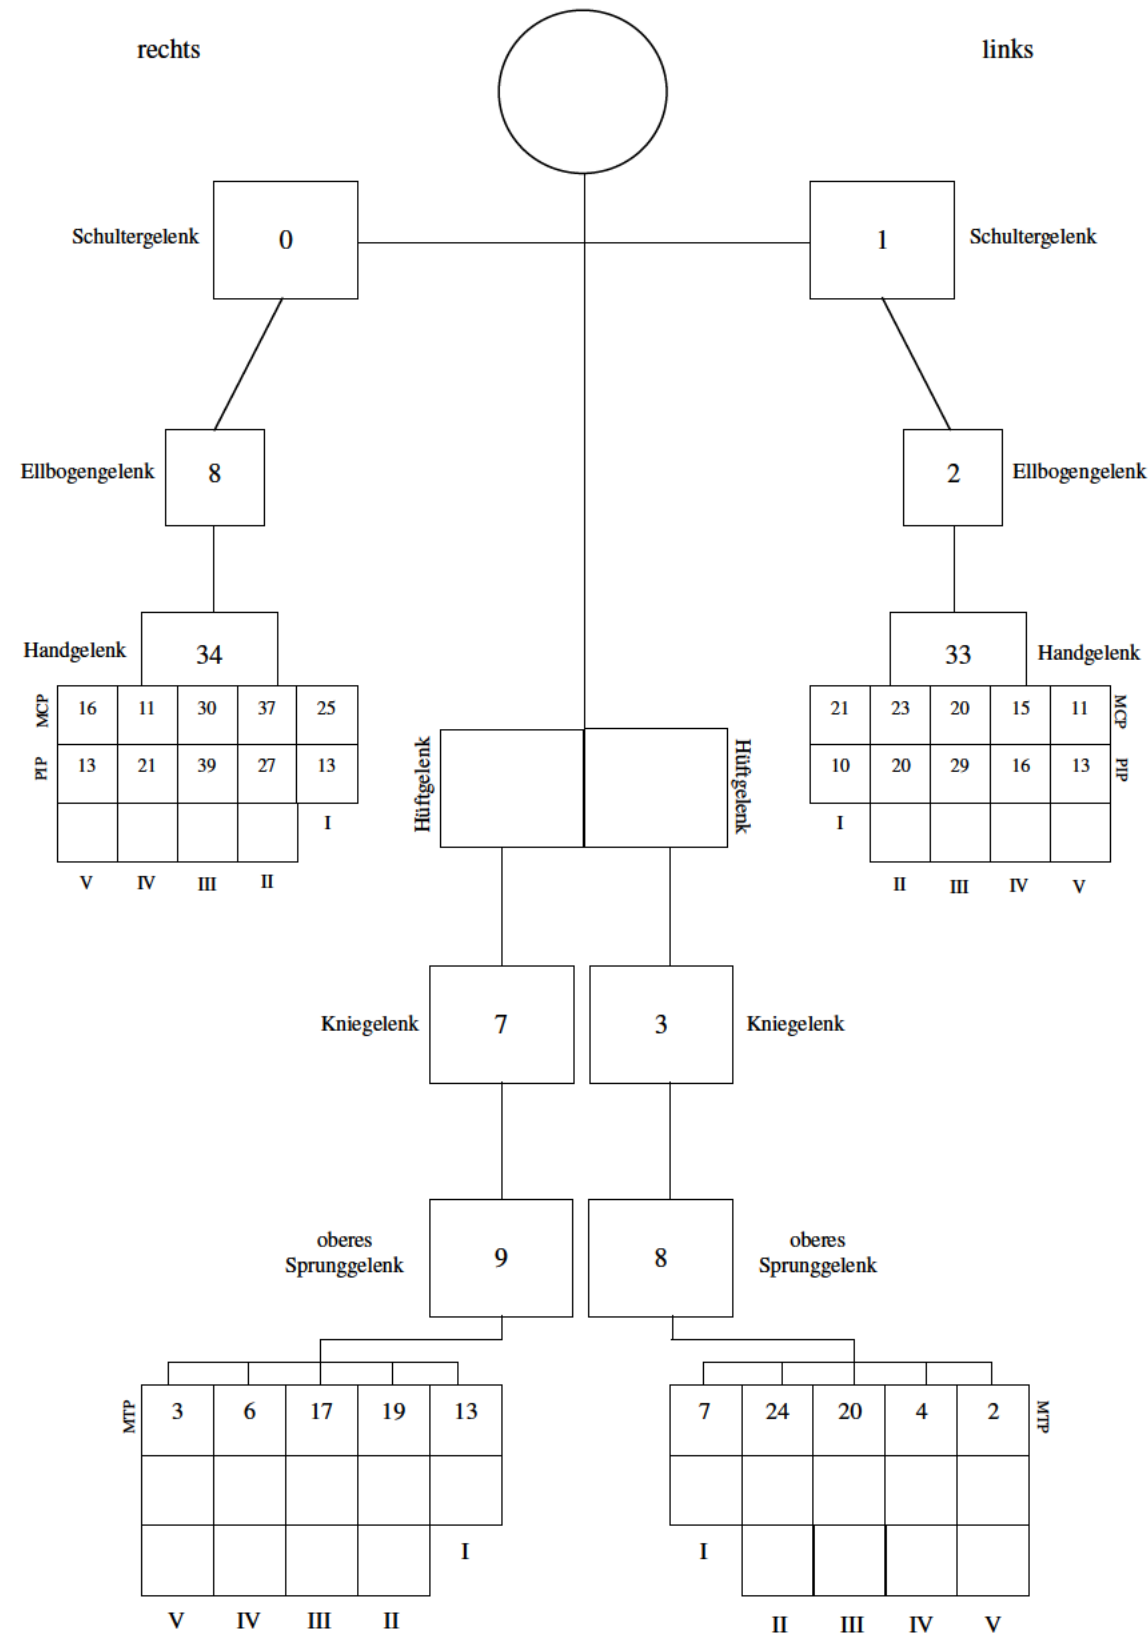 rechts
links
Schultergelenk
0
1
Schultergelenk
Ellbogengelenk
8
2
Ellbogengelenk
Handgelenk
34
33
Handgelenk
MCP
16 11 30 37 25
21 23 20 15 11
MCP
PIP
13 21 39 27 13
10 20 29 16 13
PIP
I
I
V IV III II
II III IV V
Hüftgelenk
Hüftgelenk
Kniegelenk
7
3
Kniegelenk
oberes
Sprunggelenk
9
8
oberes
Sprunggelenk
MTP
3 6 17 19 13
7 24 20 4 2
MTP
I
I
V IV III II
II III IV V